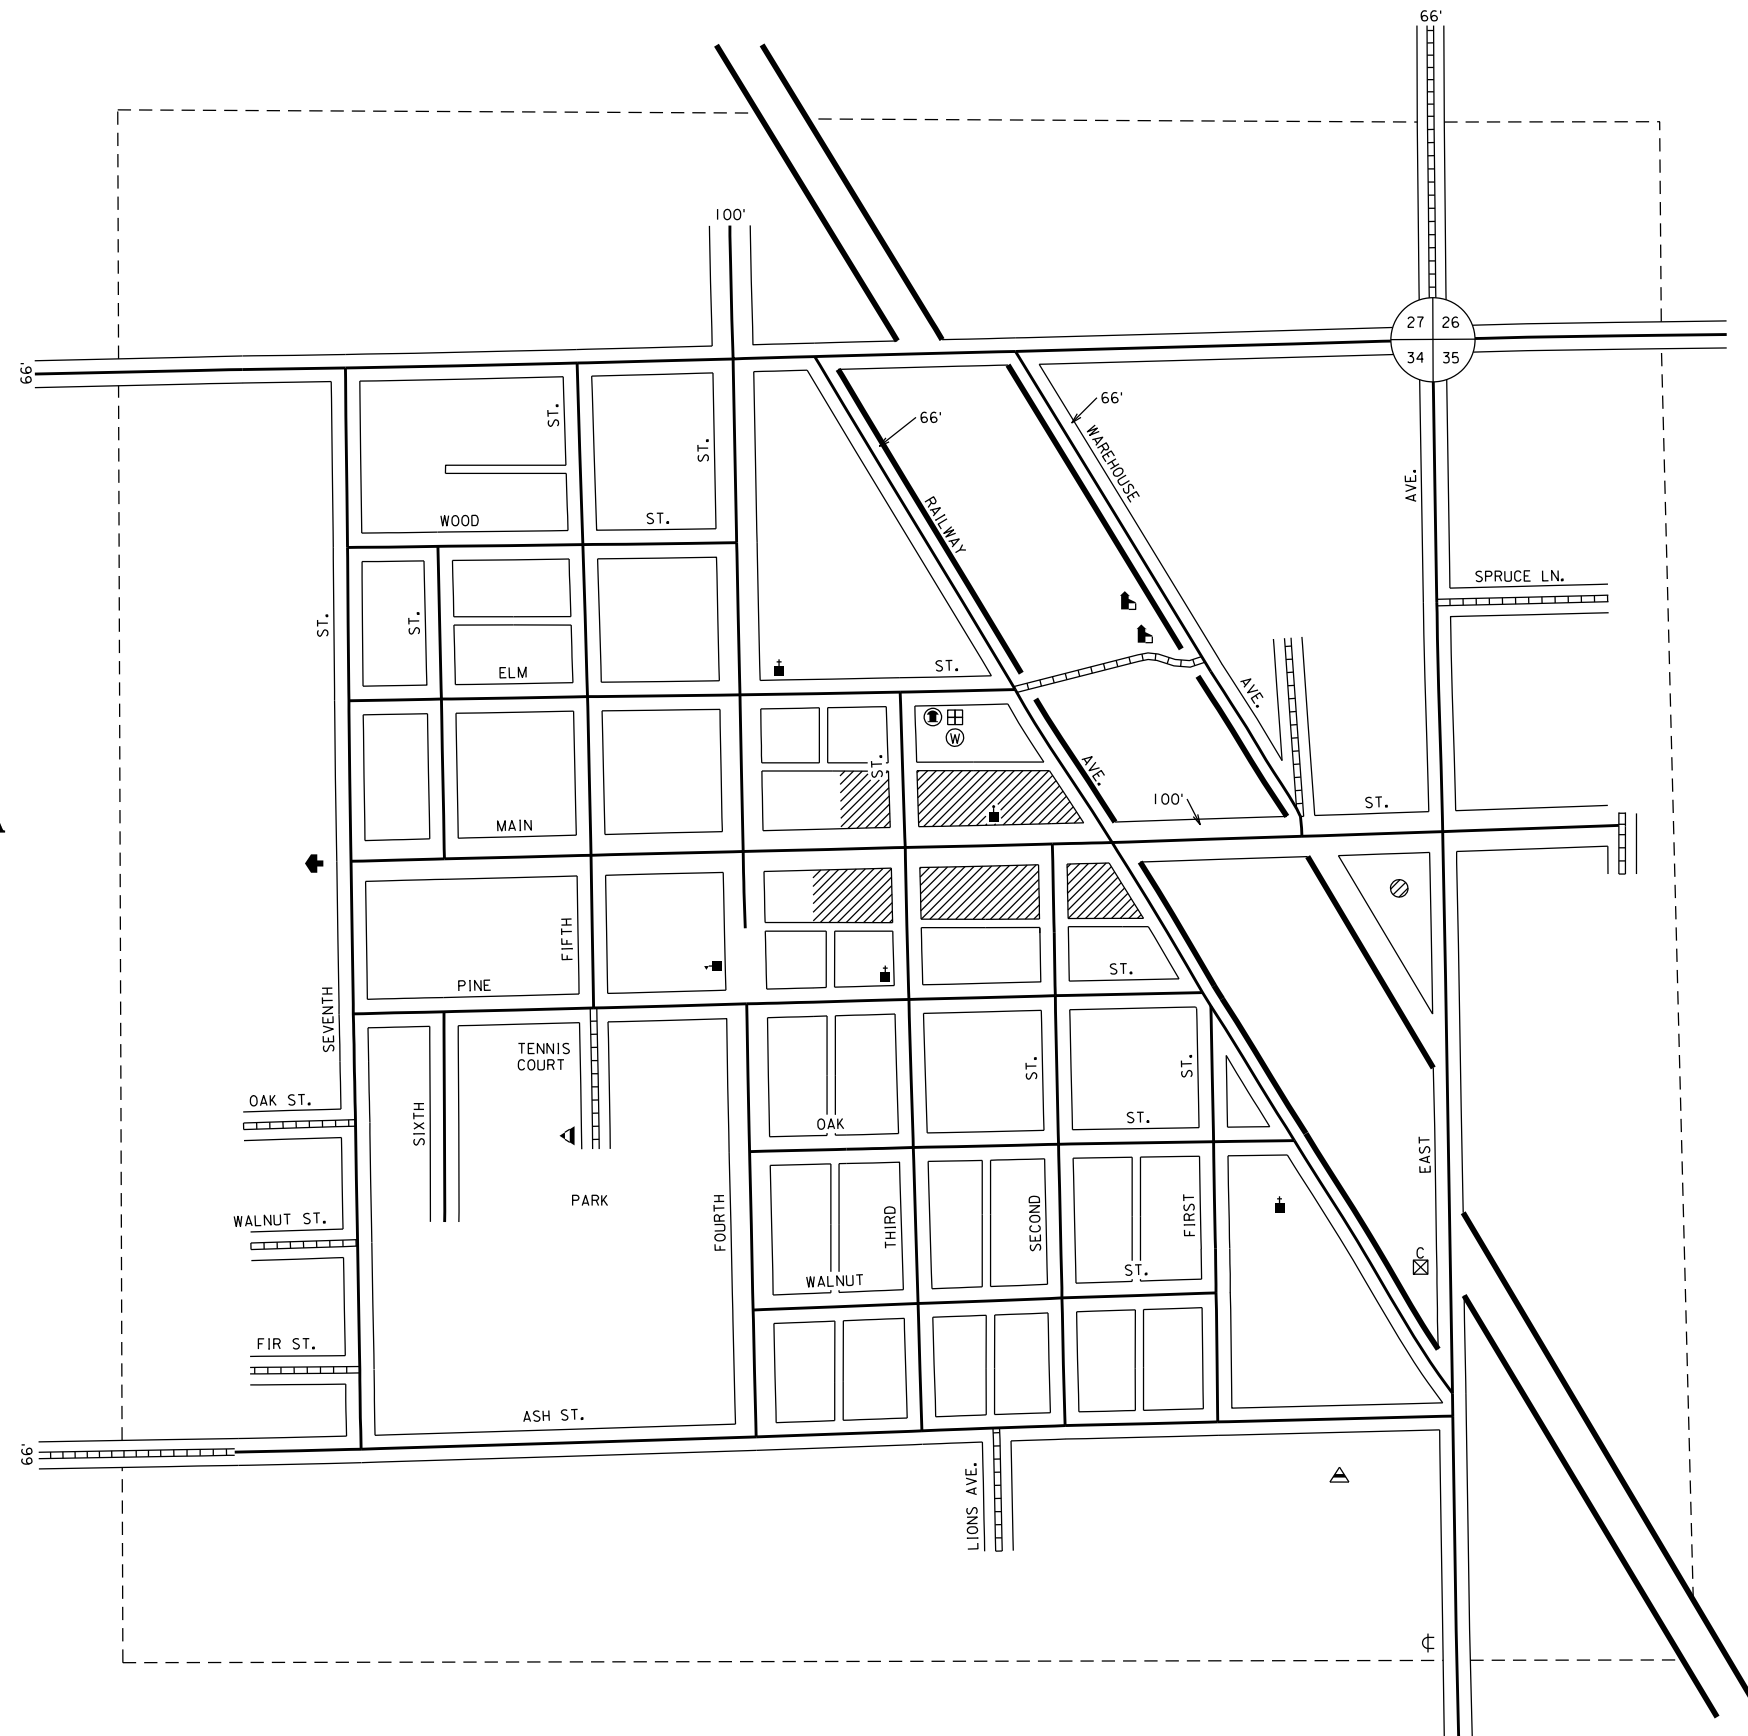 66'
100'
27 26
34 35
66'
66'
66'
ST.
ST.
WAREHOUSE
AVE.
WOOD
ST.
RAILWAY
SPRUCE LN.
ST.
ST.
ELM
ST.
AVE.
W
ST.
AVE.
100'
ST.
MAIN
FIFTH
PINE
ST.
SEVENTH
TENNIS
COURT
ST.
ST.
OAK ST.
SIXTH
OAK
ST.
EAST
PARK
WALNUT ST.
FOURTH
THIRD
SECOND
FIRST
C
WALNUT
ST.
FIR ST.
ASH ST.
66'
LIONS AVE.